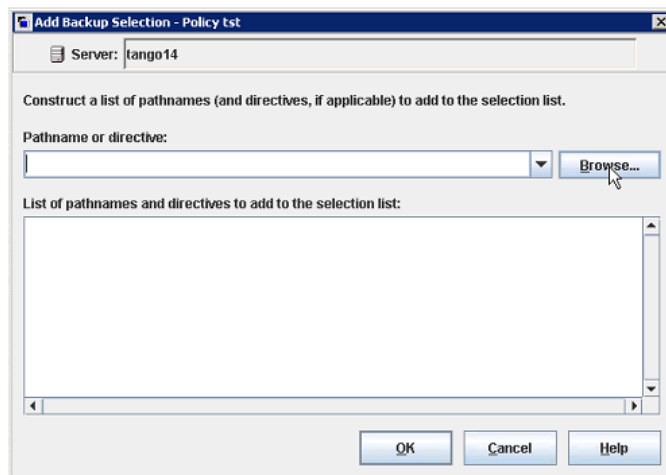 Add Backup Selection - Policy tst
Server: tango14
Construct a list of pathnames (and directives, if applicable) to add to the selection list.
Pathname or directive:
Browse...
List of pathnames and directives to add to the selection list:
OK Cancel Help